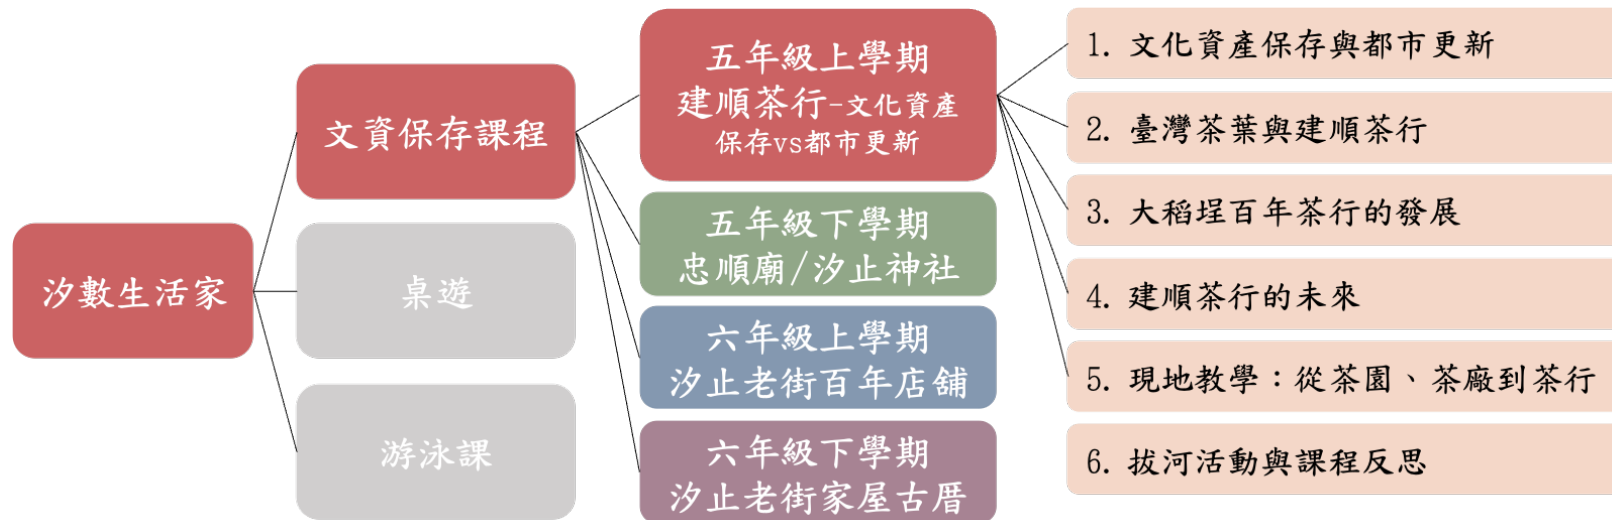 汐數生活家
文資保存課程
桌遊
游泳課
五年級上學期
建順茶行-文化資產
保存vs都市更新
五年級下學期
忠順廟/汐止神社
六年級上學期
汐止老街百年店舖
六年級下學期
汐止老街家屋古厝
1. 文化資產保存與都市更新
2. 臺灣茶葉與建順茶行
3. 大稻埕百年茶行的發展
4. 建順茶行的未來
5. 現地教學：從茶園、茶廠到茶行
6. 拔河活動與課程反思